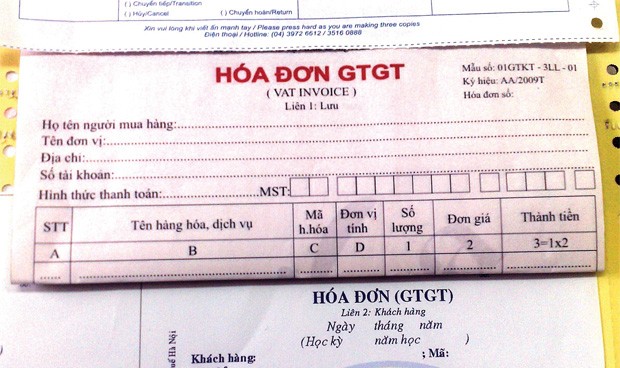 ( ) Chuyển tiếp/Transition
( ) Hủy/Cancel ( ) Chuyển hoàn/Return
Xin vui lòng khi viết ấn mạnh tay / Please press hard as you are making three copies
Điện thoại / Hotline: (04) 3972 6612 / 3516 0888
HÓA ĐƠN GTGT
( VAT INVOICE )
Liên 1: Lưu
Mẫu số: 01GTKT - 3LL - 01
Ký hiệu: AA/2009T
Hóa đơn số:
Họ tên người mua hàng:
Tên đơn vị:
Địa chỉ:
Số tài khoản:
Hình thức thanh toán: MST:
STT Tên hàng hóa, dịch vụ Mã h.hóa Đơn vị tính Số lượng Đơn giá Thành tiền
A B C D 1 2 3=1x2
HÓA ĐƠN (GTGT)
Liên 2: Khách hàng
Ngày tháng năm
(Học kỳ năm học )
Khách hàng: ; Mã:
Hà Nội